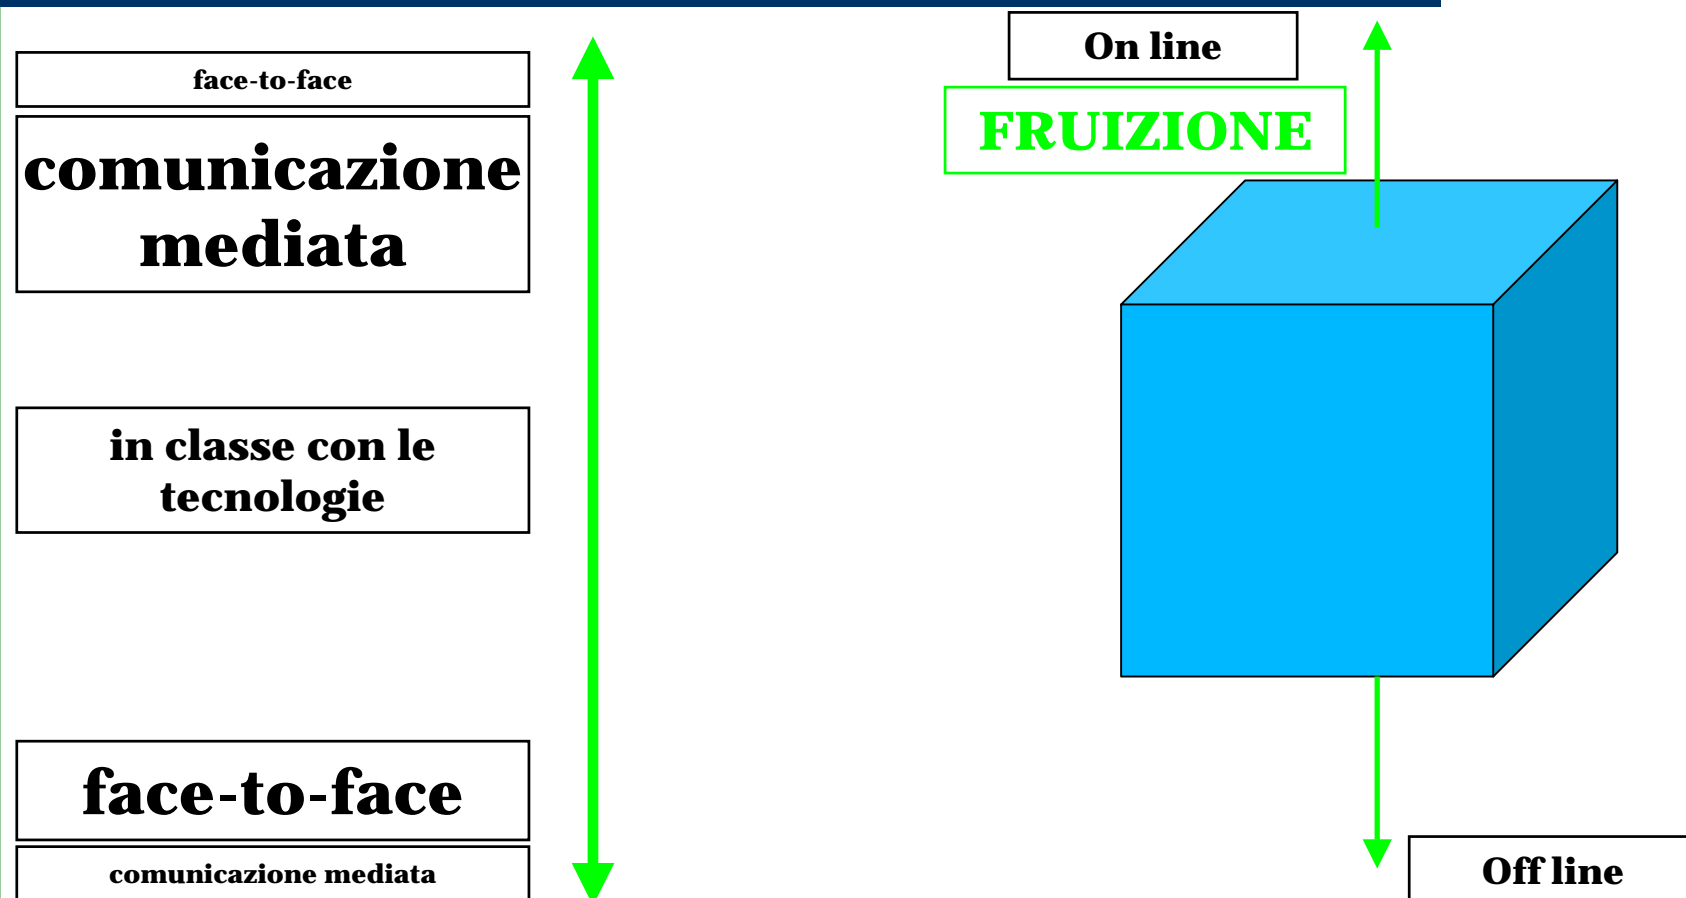 face-to-face
comunicazione
mediata
in classe con le
tecnologie
face-to-face
comunicazione mediata
On line
FRUIZIONE
Off line